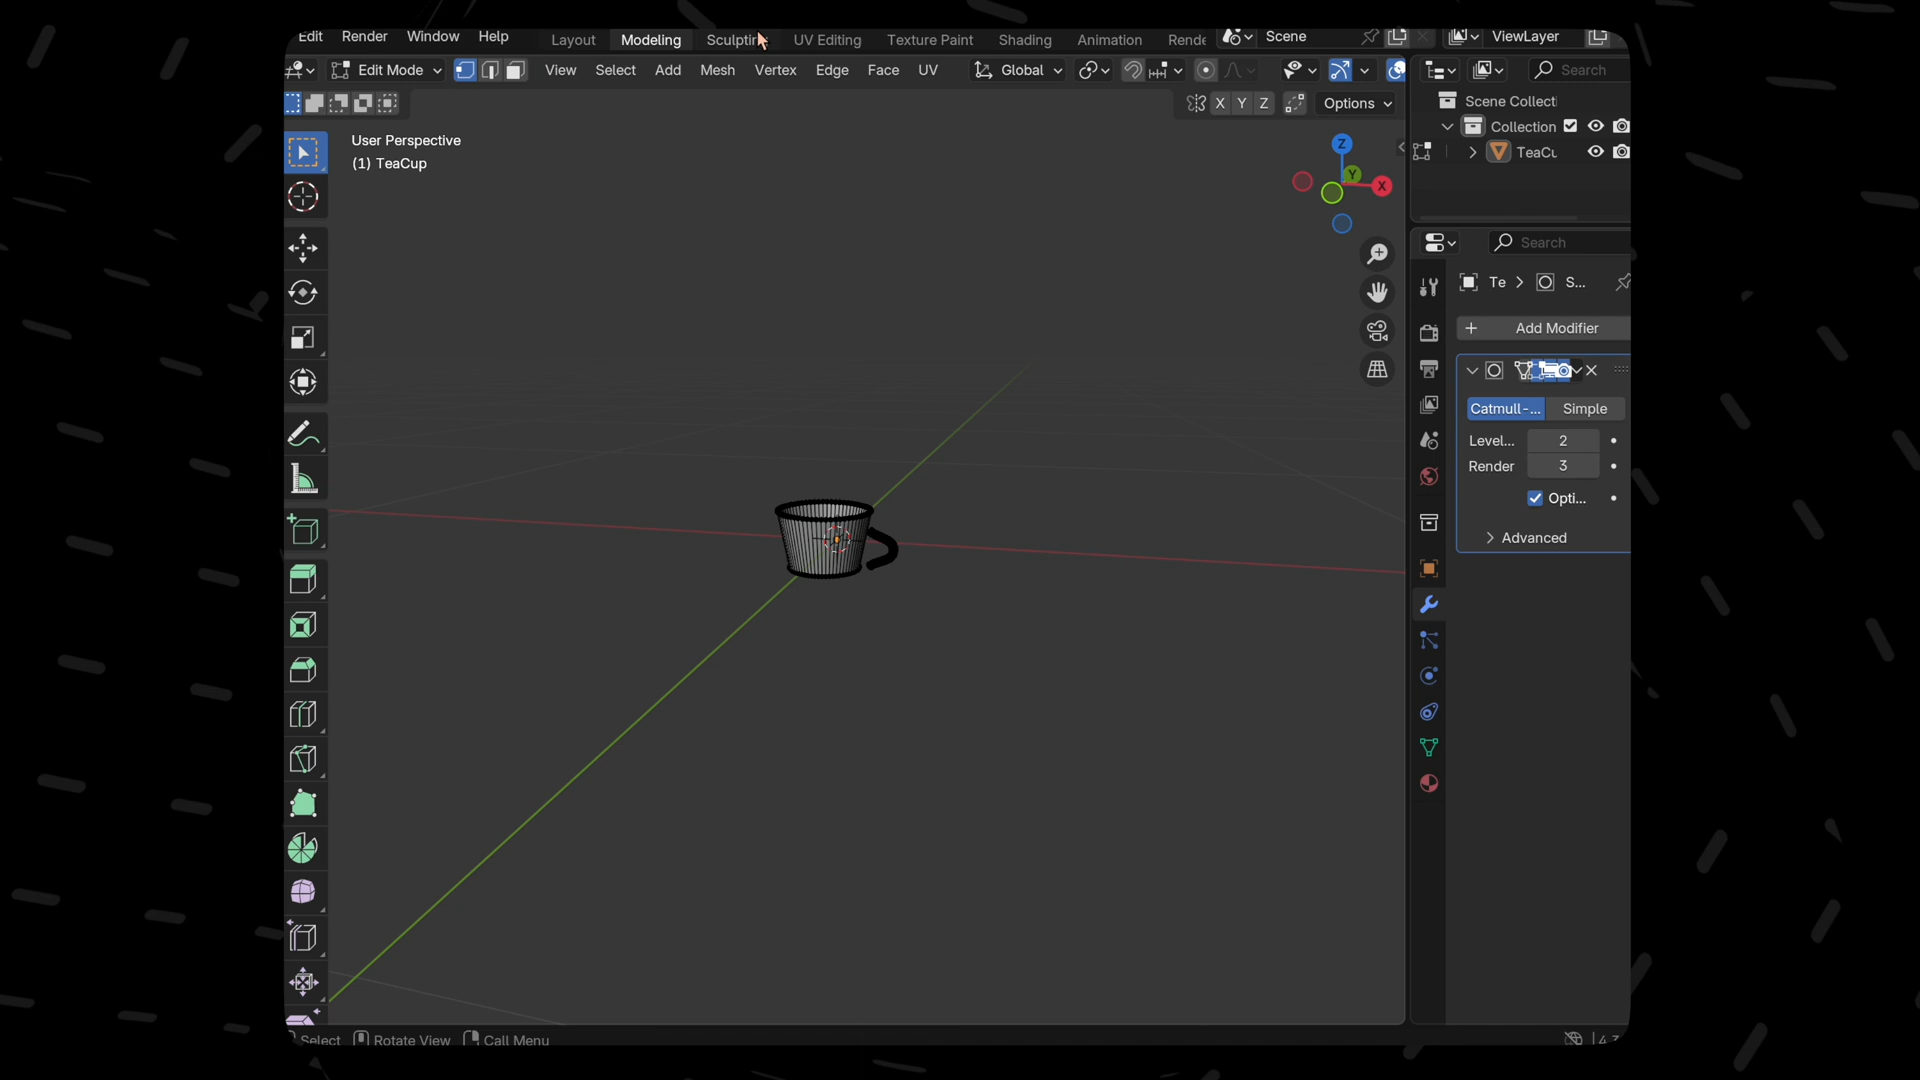 Edit Render Window Help Layout Modeling Sculpting UV Editing Texture Paint Shading Animation Rende Scene ViewLayer
Edit Mode View Select Add Mesh Vertex Edge Face UV Global Search
X Y Z Options
Scene Collecti
Collection
TeaCu
User Perspective
(1) TeaCup
Z
Y
X
Search
Te S...
Add Modifier
Catmull-... Simple
Level... 2
Render 3
Opti...
Advanced
Select Rotate View Call Menu